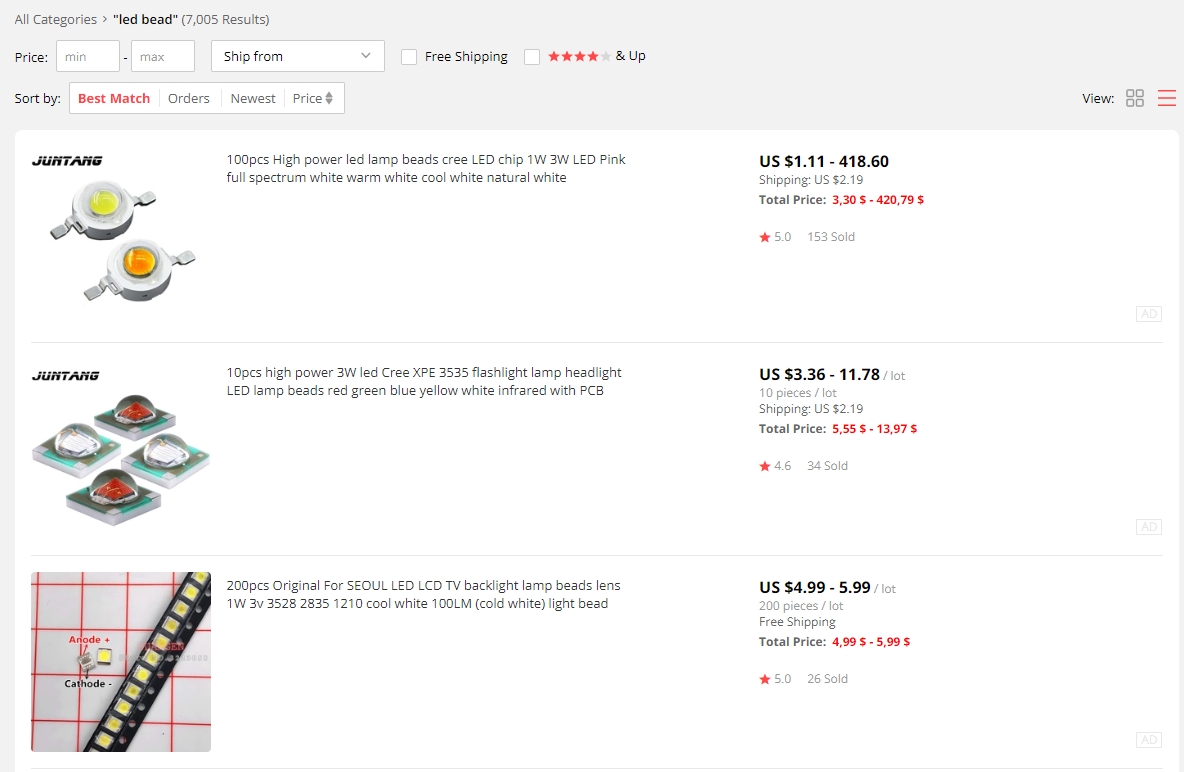 All Categories > "led bead" (7,005 Results)
Price: min - max Ship from Free Shipping & Up
Sort by: Best Match Orders Newest Price View:
JUNTANG
100pcs High power led lamp beads cree LED chip 1W 3W LED Pink
full spectrum white warm white cool white natural white
US $1.11 - 418.60
Shipping: US $2.19
Total Price: 3,30 $ - 420,79 $
5.0 153 Sold
AD
JUNTANG
10pcs high power 3W led Cree XPE 3535 flashlight lamp headlight
LED lamp beads red green blue yellow white infrared with PCB
US $3.36 - 11.78 / lot
10 pieces / lot
Shipping: US $2.19
Total Price: 5,55 $ - 13,97 $
4.6 34 Sold
AD
Anode +
Cathode -
200pcs Original For SEOUL LED LCD TV backlight lamp beads lens
1W 3v 3528 2835 1210 cool white 100LM (cold white) light bead
US $4.99 - 5.99 / lot
200 pieces / lot
Free Shipping
Total Price: 4,99 $ - 5,99 $
5.0 26 Sold
AD